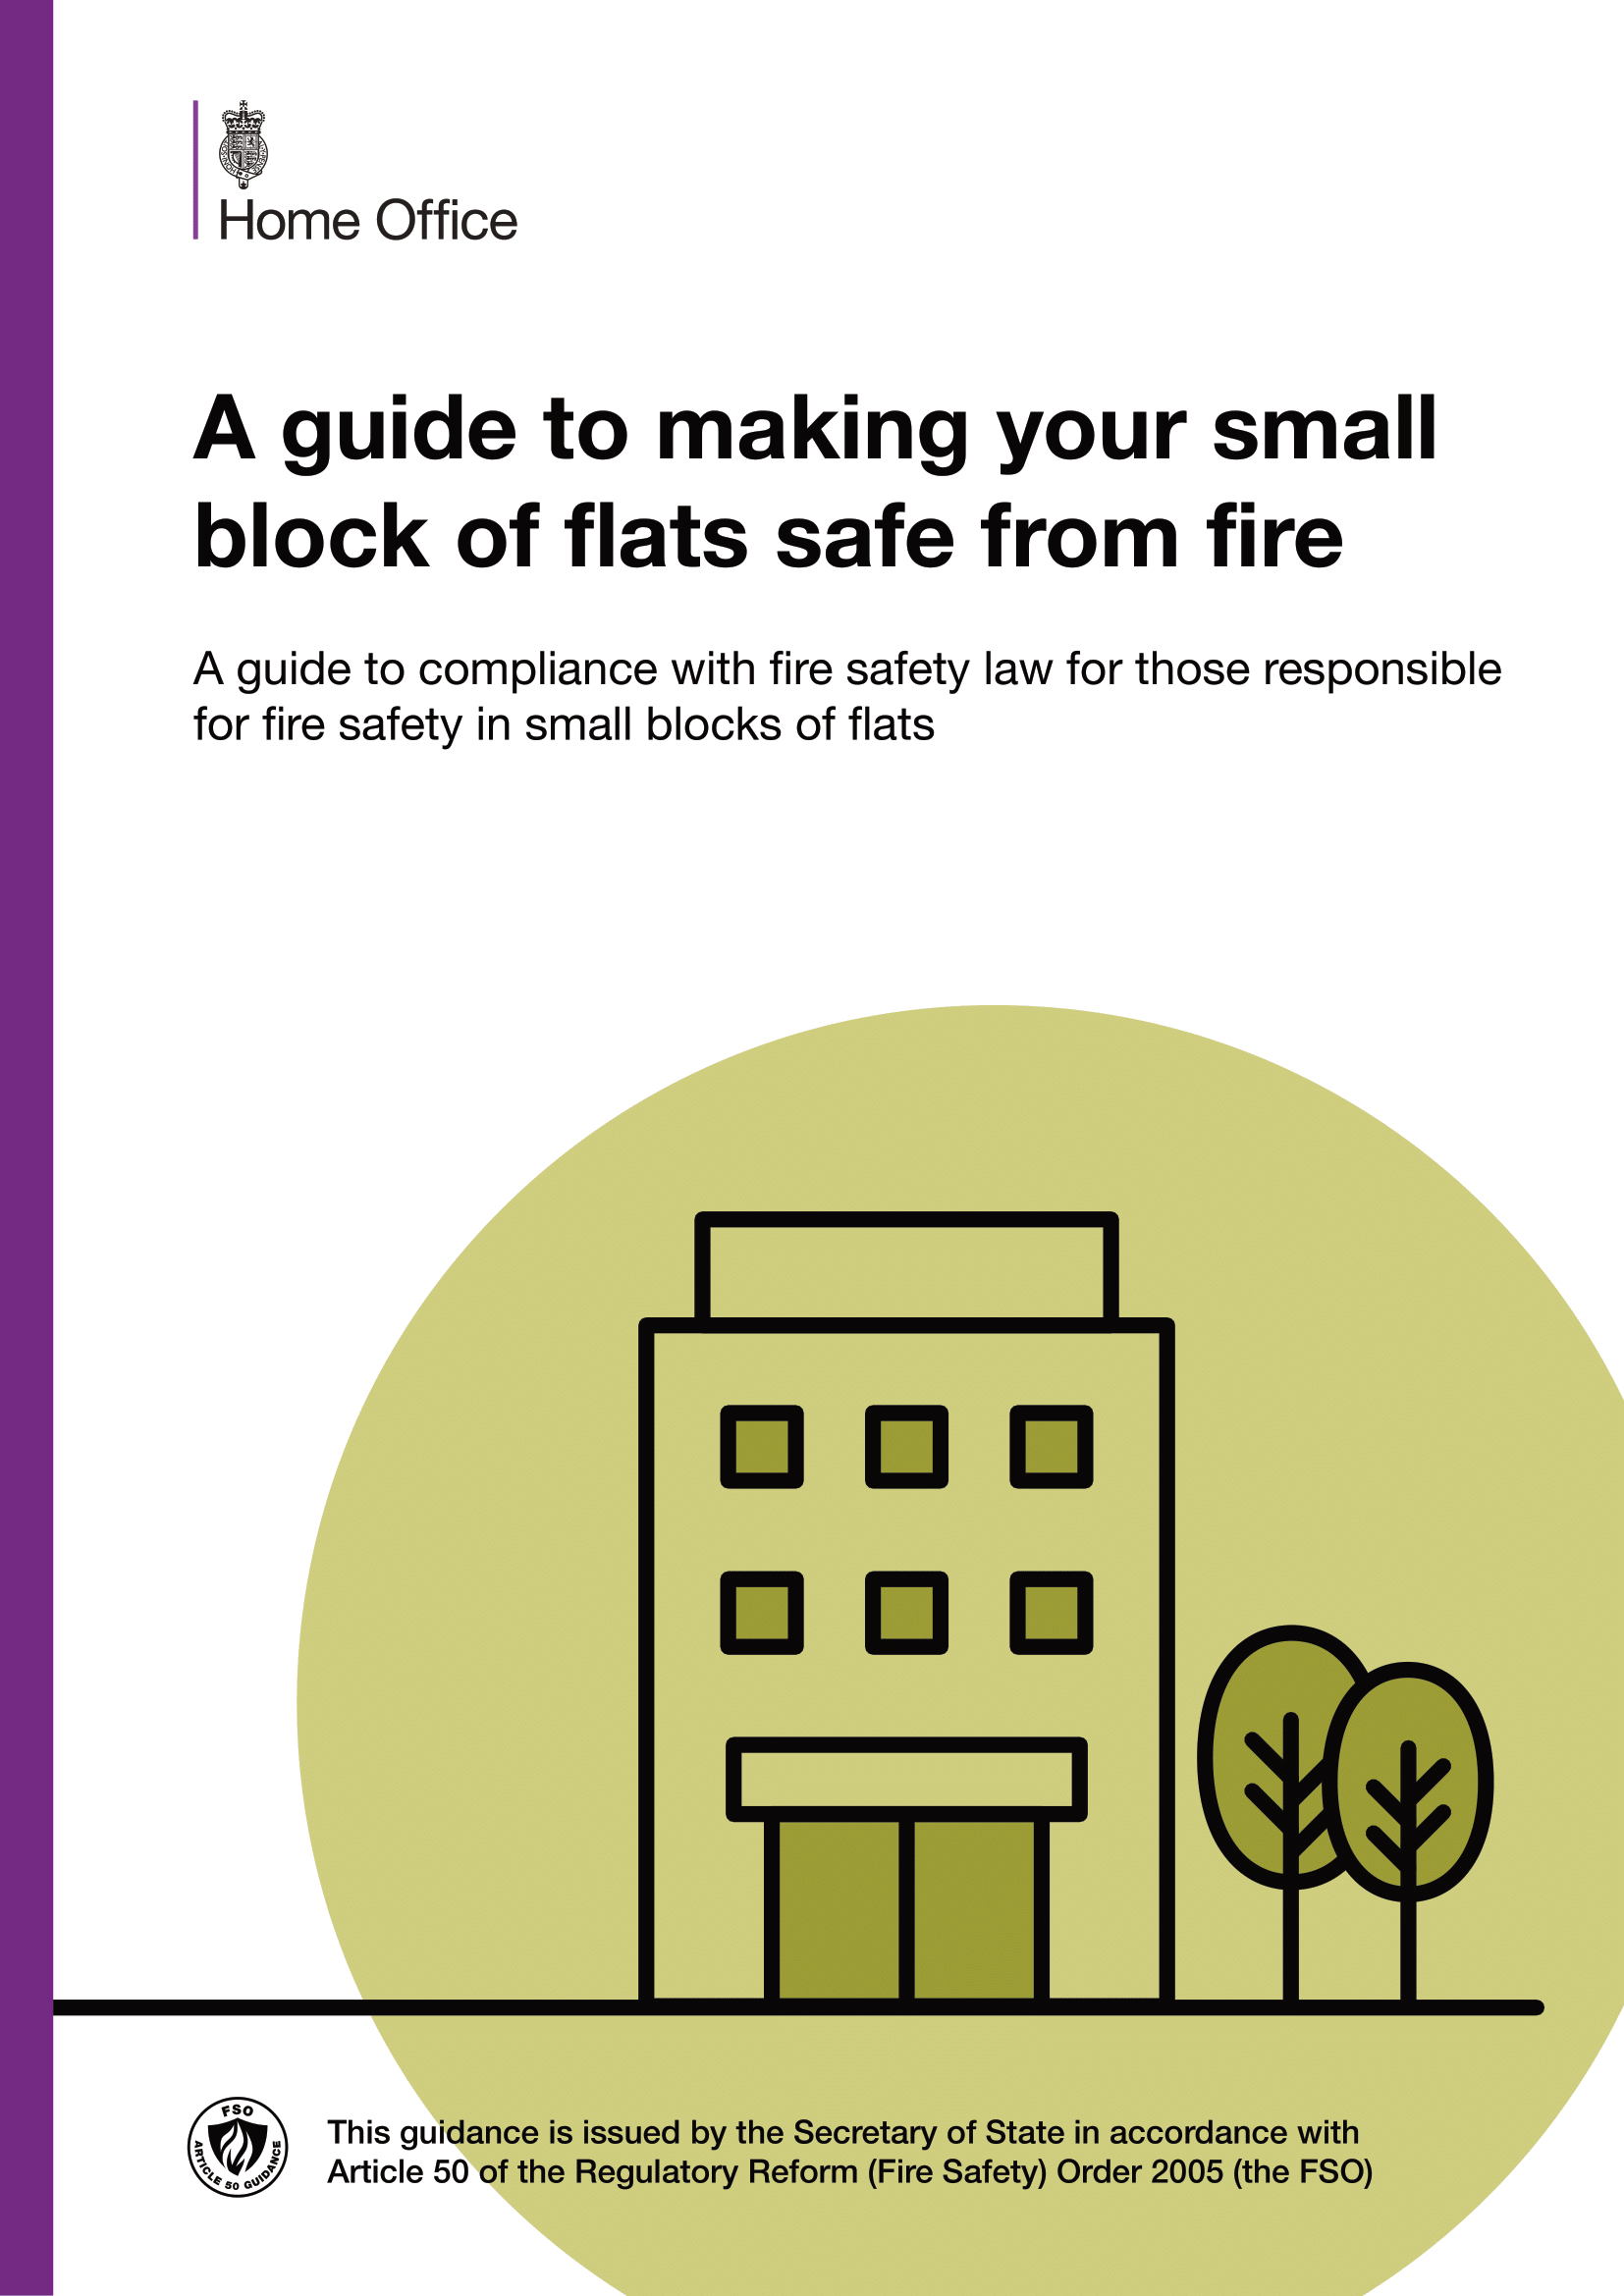 Home Office
A guide to making your small
block of flats safe from fire
A guide to compliance with fire safety law for those responsible
for fire safety in small blocks of flats
FSO
ARTICLE 50 GUIDANCE
This guidance is issued by the Secretary of State in accordance with
Article 50 of the Regulatory Reform (Fire Safety) Order 2005 (the FSO)